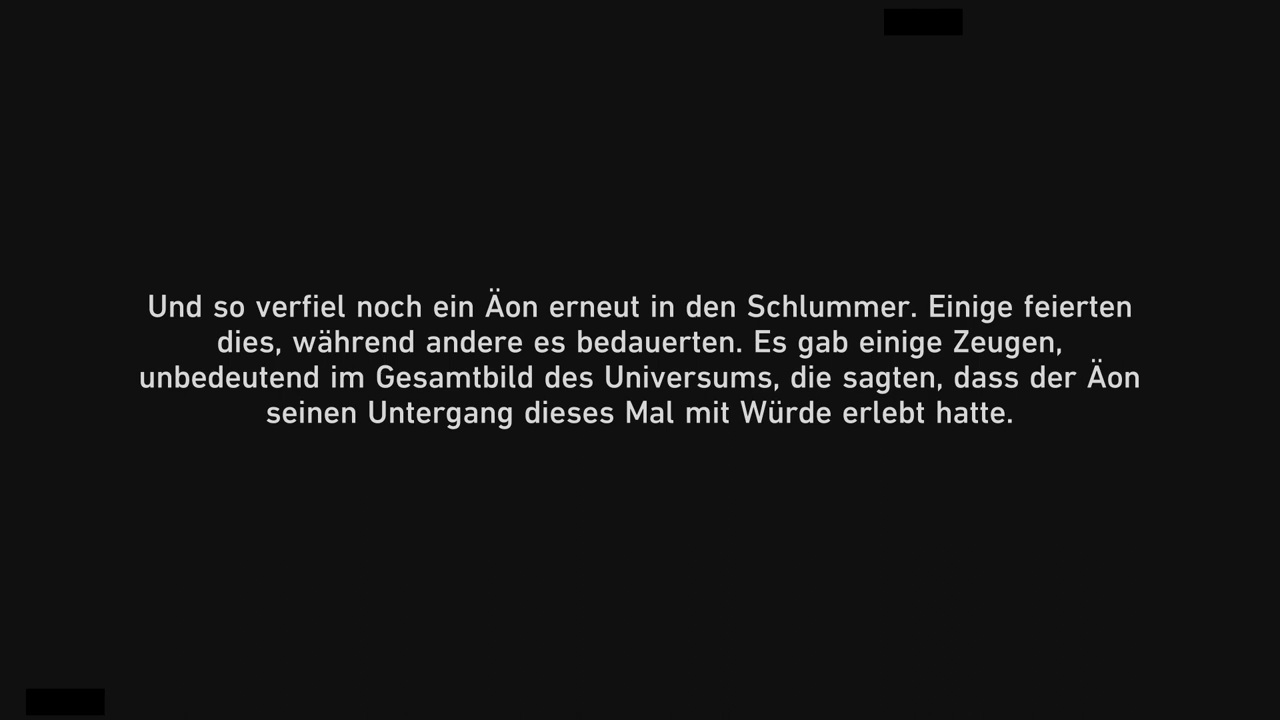 Und so verfiel noch ein Äon erneut in den Schlummer. Einige feierten
dies, während andere es bedauerten. Es gab einige Zeugen,
unbedeutend im Gesamtbild des Universums, die sagten, dass der Äon
seinen Untergang dieses Mal mit Würde erlebt hatte.